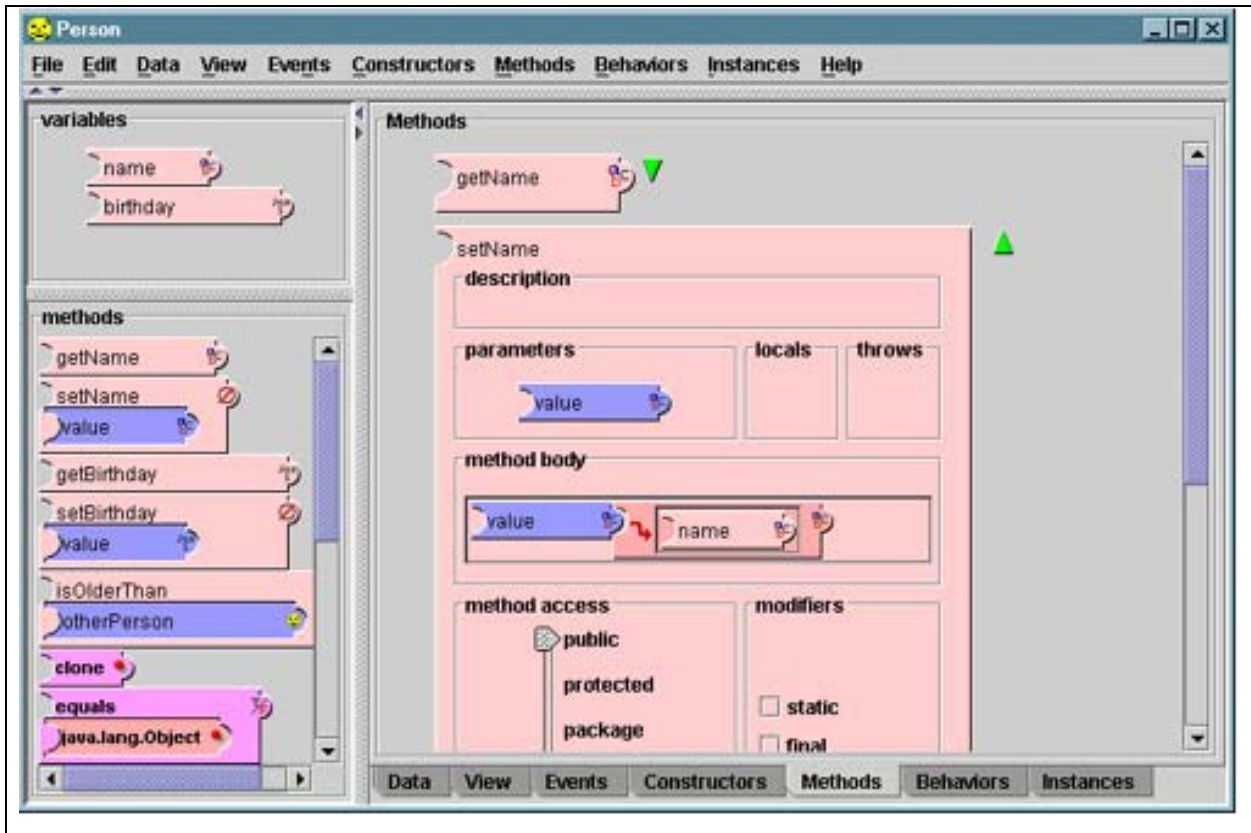 Person
File Edit Data View Events Constructors Methods Behaviors Instances Help
variables
name
birthday
methods
getName
setName
value
getBirthday
setBirthday
value
isOlderThan
otherPerson
clone
equals
java.lang.Object
Methods
getName
setName
description
parameters locals throws
value
method body
value name
method access modifiers
public
protected
package
static
final
Data View Events Constructors Methods Behaviors Instances